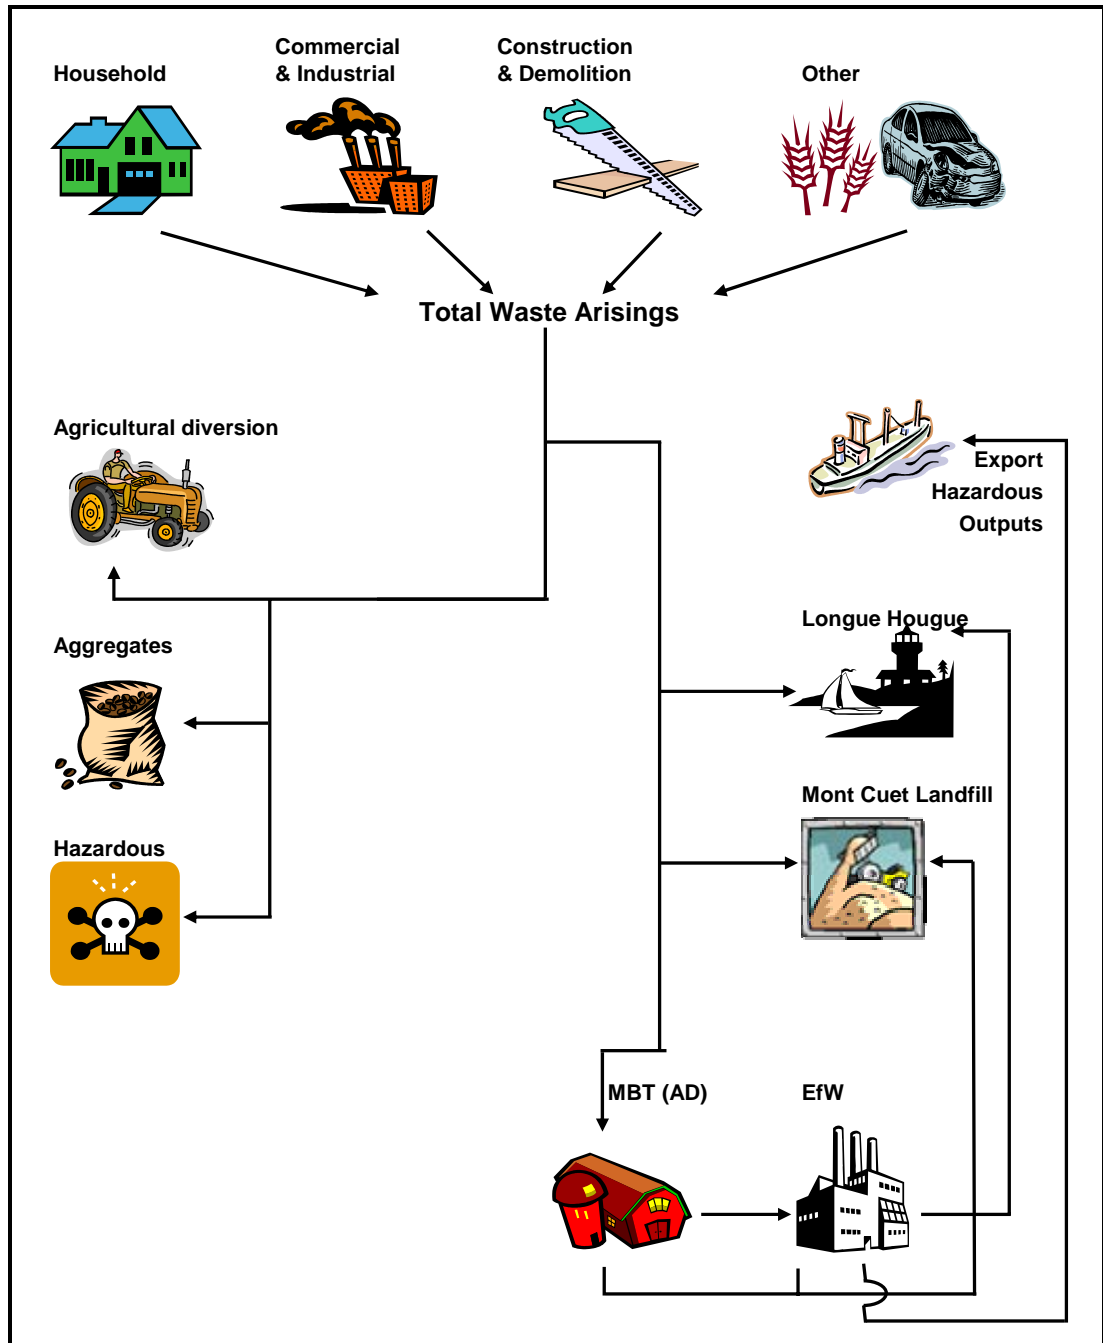 Household
Commercial
& Industrial
Construction
& Demolition
Other
Total Waste Arisings
Agricultural diversion
Export
Hazardous
Outputs
Aggregates
Longue Hougue
Mont Cuet Landfill
Hazardous
MBT (AD)
EfW